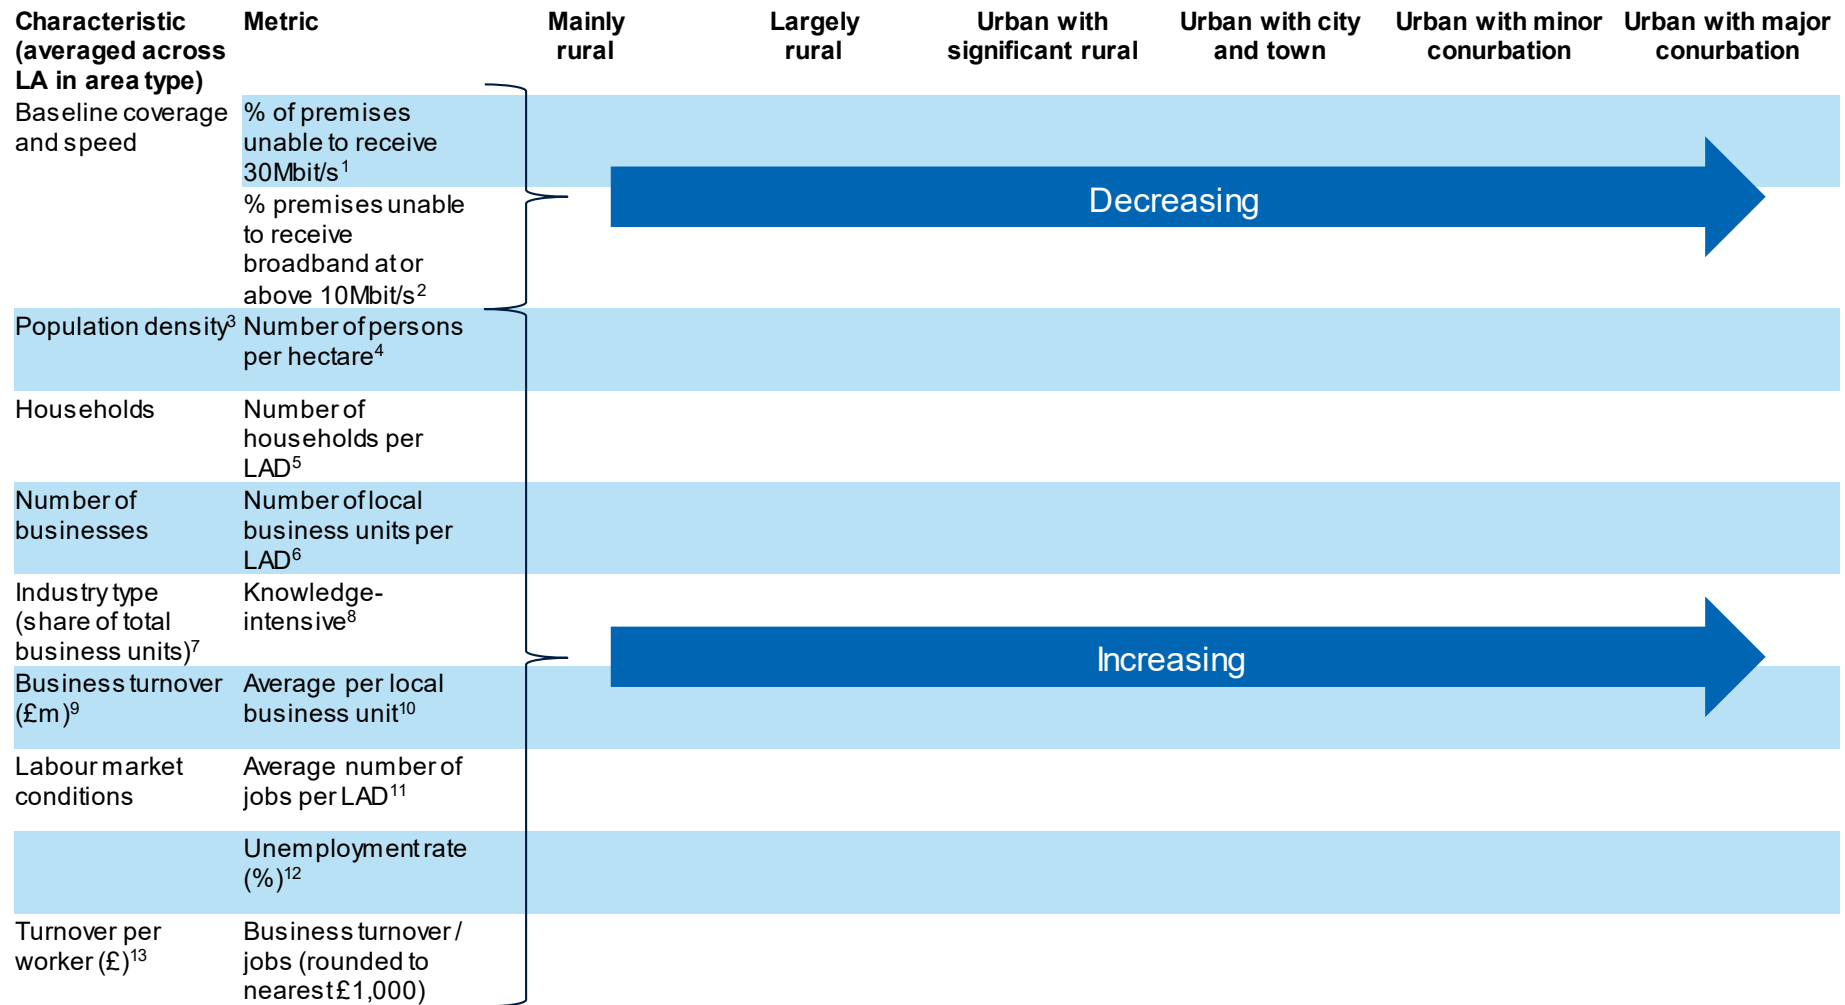 Characteristic
(averaged across
LA in area type)
Metric
Mainly
rural
Largely
rural
Urban with
significant rural
Urban with city
and town
Urban with minor
conurbation
Urban with major
conurbation
Baseline coverage
and speed
% of premises
unable to receive
30Mbit/s1
% premises unable
to receive
broadband at or
above 10Mbit/s2
Decreasing
Population density3
Number of persons
per hectare4
Households
Number of
households per
LAD5
Number of
businesses
Number of local
business units per
LAD6
Industry type
(share of total
business units)7
Knowledge-
intensive8
Increasing
Business turnover
(£m)9
Average per local
business unit10
Labour market
conditions
Average number of
jobs per LAD11
Unemployment rate
(%)12
Turnover per
worker (£)13
Business turnover /
jobs (rounded to
nearest £1,000)